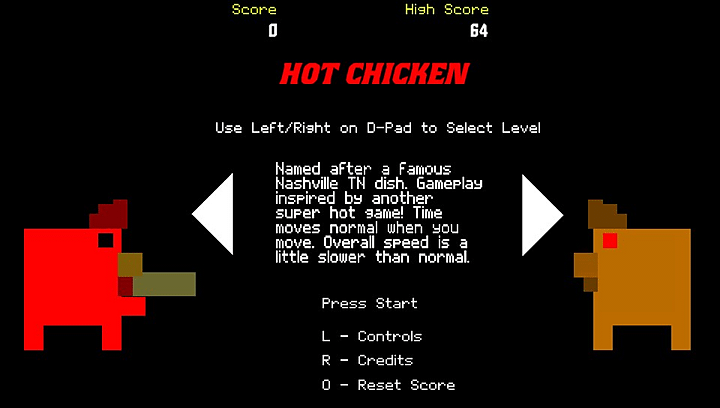 Score High Score
0 64
HOT CHICKEN
Use Left/Right on D-Pad to Select Level
Named after a famous
Nashville TN dish. Gameplay
inspired by another
super hot game! Time
moves normal when you
move. Overall speed is a
little slower than normal.
Press Start
L - Controls
R - Credits
O - Reset Score